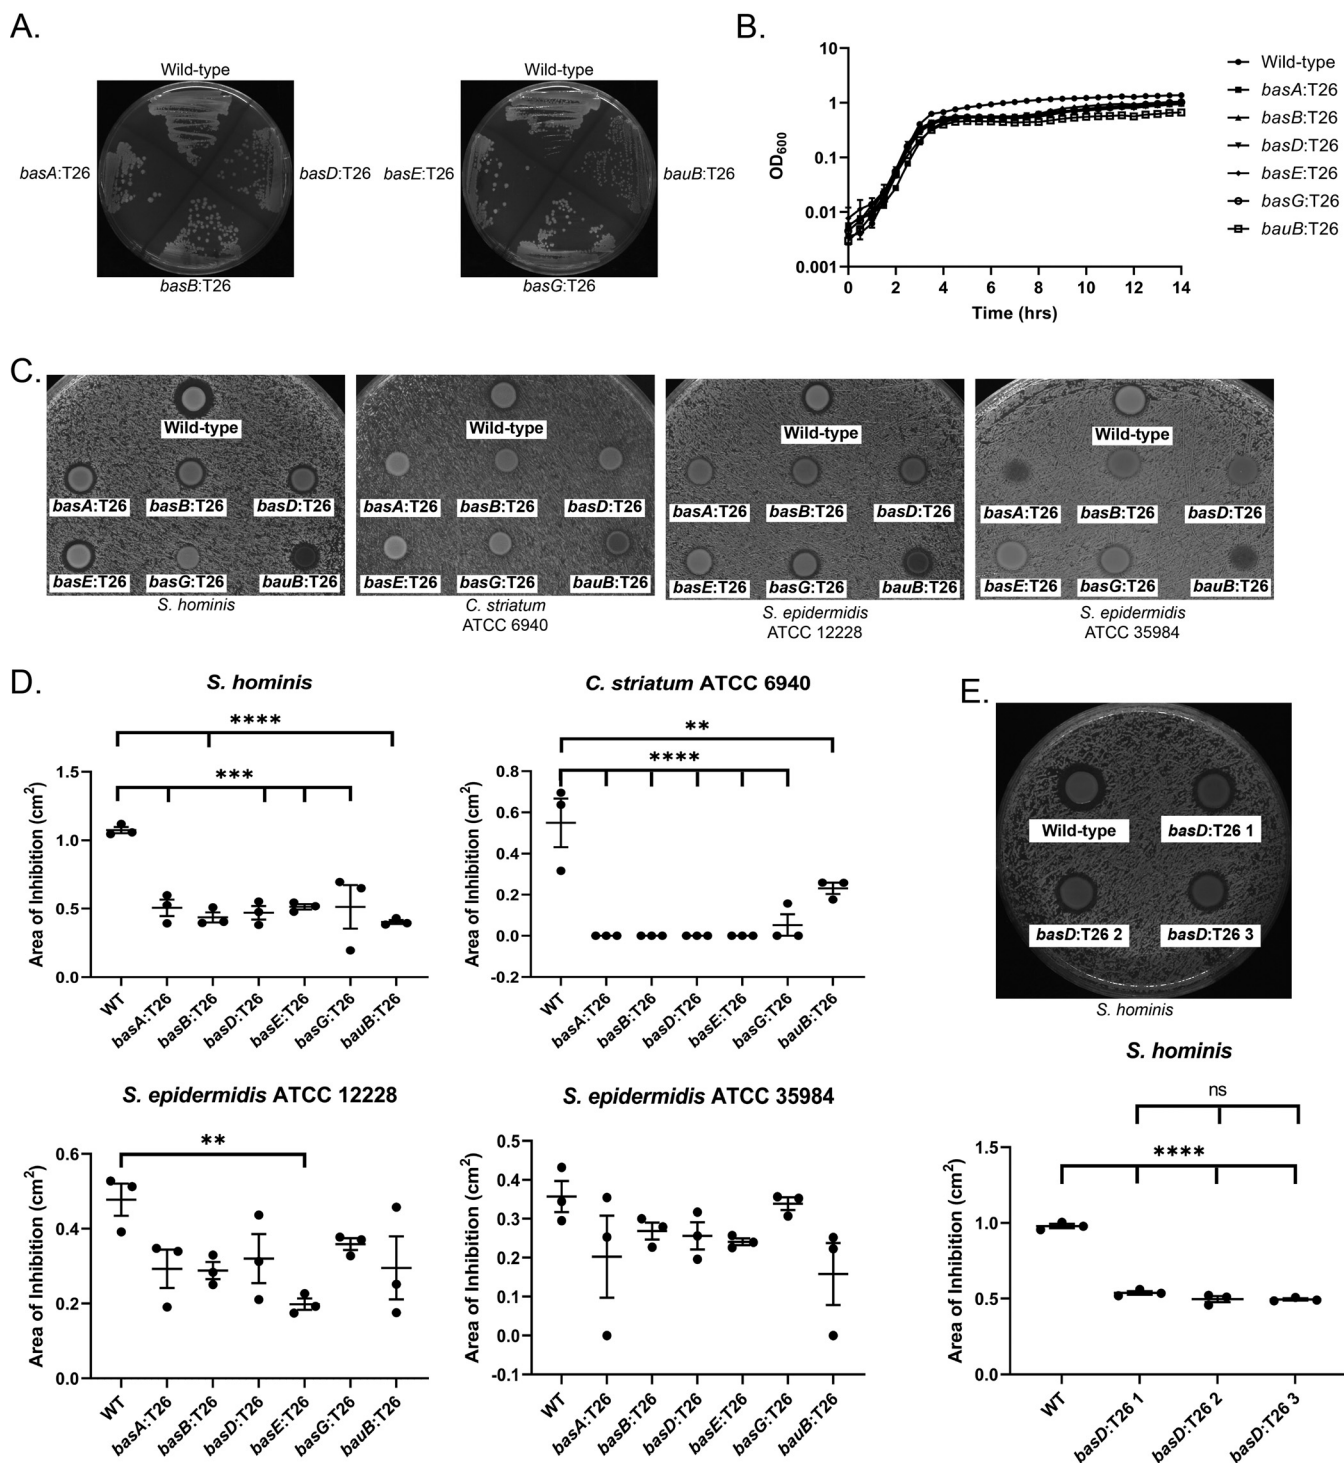 A.
Wild-type
Wild-type
basA:T26
basD:T26
basE:T26
bauB:T26
basB:T26
basG:T26
B.
10
1
0.1
0.01
0.001
OD600
0 2 4 6 8 10 12 14
Time (hrs)
Wild-type
basA:T26
basB:T26
basD:T26
basE:T26
basG:T26
bauB:T26
C.
Wild-type
basA:T26 basB:T26 basD:T26
basE:T26 basG:T26 bauB:T26
S. hominis
Wild-type
basA:T26 basB:T26 basD:T26
basE:T26 basG:T26 bauB:T26
C. striatum
ATCC 6940
Wild-type
basA:T26 basB:T26 basD:T26
basE:T26 basG:T26 bauB:T26
S. epidermidis
ATCC 12228
Wild-type
basA:T26 basB:T26 basD:T26
basE:T26 basG:T26 bauB:T26
S. epidermidis
ATCC 35984
D.
S. hominis
****
***
1.5
1.0
0.5
0.0
Area of Inhibition (cm2)
WT basA:T26 basB:T26 basD:T26 basE:T26 basG:T26 bauB:T26
C. striatum ATCC 6940
**
****
0.8
0.6
0.4
0.2
0.0
-0.2
Area of Inhibition (cm2)
WT basA:T26 basB:T26 basD:T26 basE:T26 basG:T26 bauB:T26
S. epidermidis ATCC 12228
**
0.6
0.4
0.2
0.0
Area of Inhibition (cm2)
WT basA:T26 basB:T26 basD:T26 basE:T26 basG:T26 bauB:T26
S. epidermidis ATCC 35984
0.5
0.4
0.3
0.2
0.1
0.0
-0.1
Area of Inhibition (cm2)
WT basA:T26 basB:T26 basD:T26 basE:T26 basG:T26 bauB:T26
E.
Wild-type basD:T26 1
basD:T26 2 basD:T26 3
S. hominis
S. hominis
ns
****
1.5
1.0
0.5
0.0
Area of Inhibition (cm2)
WT basD:T26 1 basD:T26 2 basD:T26 3